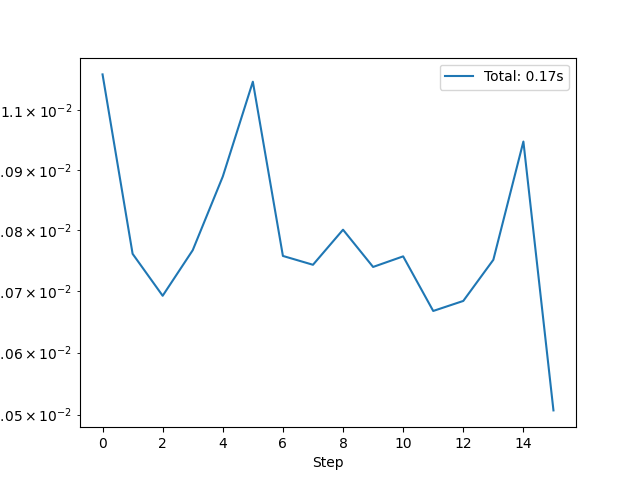 Total: 0.17s
1.1 × 10⁻²
.09 × 10⁻²
.08 × 10⁻²
.07 × 10⁻²
.06 × 10⁻²
.05 × 10⁻²
0 2 4 6 8 10 12 14
Step